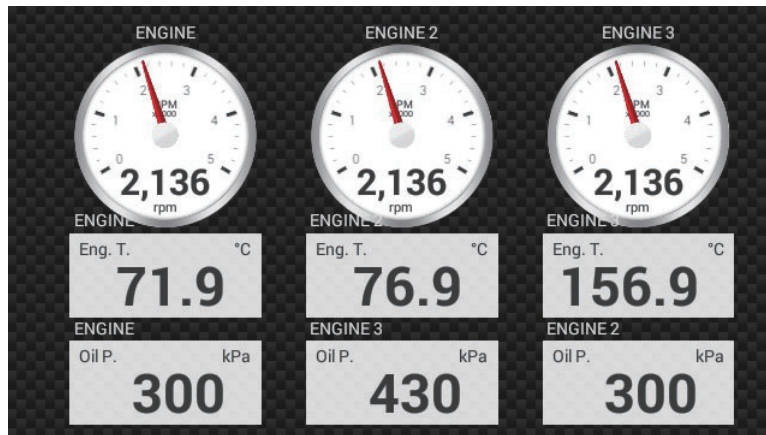 ENGINE
ENGINE 2
ENGINE 3
0 1 2 3 4 5
RPM
x1000
2,136
rpm
0 1 2 3 4 5
RPM
x1000
2,136
rpm
0 1 2 3 4 5
RPM
x1000
2,136
rpm
ENGINE
ENGINE 2
ENGINE 3
Eng. T. °C
71.9
Eng. T. °C
76.9
Eng. T. °C
156.9
ENGINE
ENGINE 3
ENGINE 2
Oil P. kPa
300
Oil P. kPa
430
Oil P. kPa
300